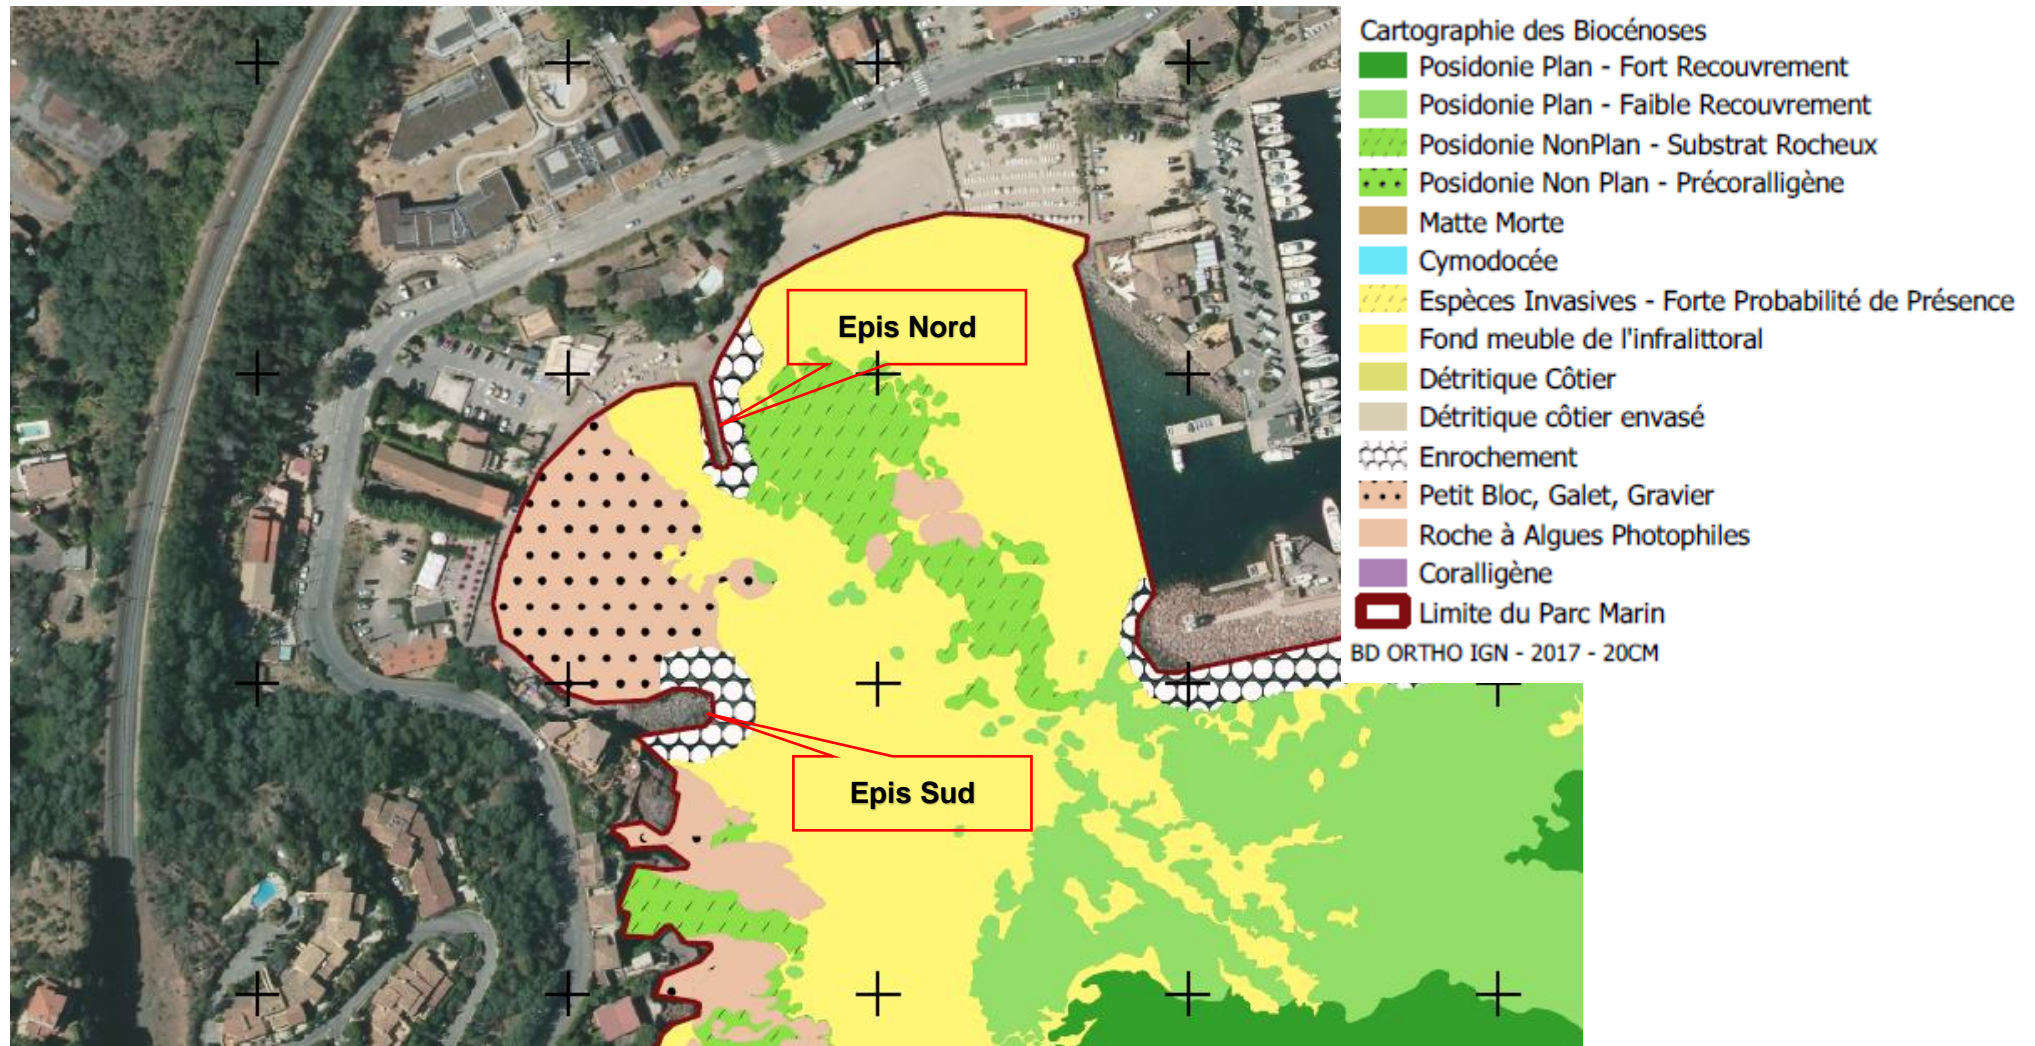 Epis Nord
Epis Sud
Cartographie des Biocénoses
Posidonie Plan - Fort Recouvrement
Posidonie Plan - Faible Recouvrement
Posidonie NonPlan - Substrat Rocheux
Posidonie Non Plan - Précoralligène
Matte Morte
Cymodocée
Espèces Invasives - Forte Probabilité de Présence
Fond meuble de l'infralittoral
Détritique Côtier
Détritique côtier envasé
Enrochement
Petit Bloc, Galet, Gravier
Roche à Algues Photophiles
Coralligène
Limite du Parc Marin
BD ORTHO IGN - 2017 - 20CM